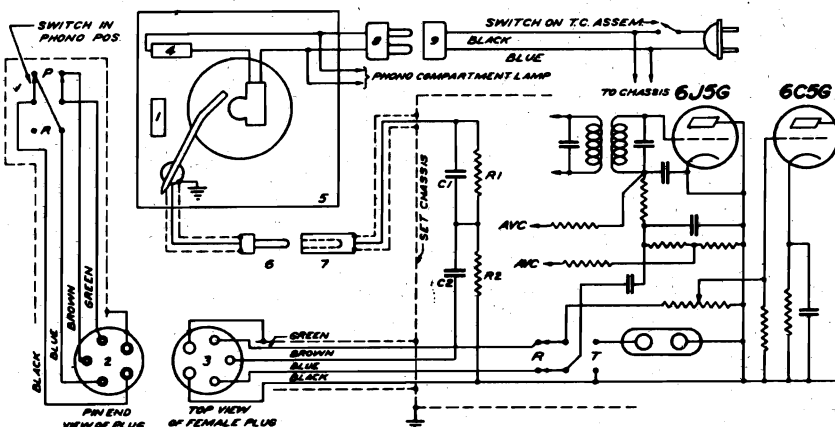 SWITCH IN
PHONO POS.
P
R
4
1
5
8
9
SWITCH ON T.C. ASSEM.
BLACK
BLUE
PHONO COMPARTMENT LAMP
TO CHASSIS
6J5G
6C5G
SET CHASSIS
C1
R1
C2
R2
AVC
AVC
6
7
GREEN
BROWN
BLUE
BLACK
2
PIN END
VIEW OF PLUG
3
TOP VIEW
OF FEMALE PLUG
GREEN
BROWN
BLUE
BLACK
R
T